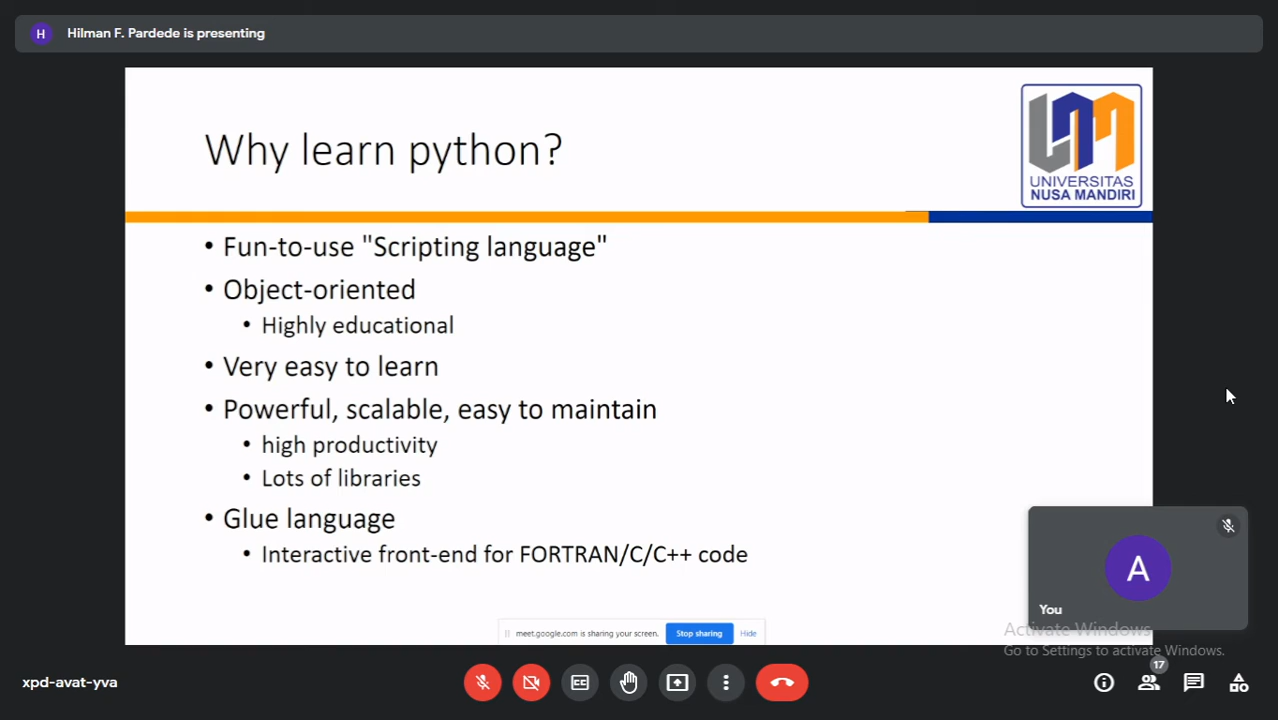 H
Hilman F. Pardede is presenting
Why learn python?
UNIVERSITAS
NUSA MANDIRI
• Fun-to-use "Scripting language"
• Object-oriented
• Highly educational
• Very easy to learn
• Powerful, scalable, easy to maintain
• high productivity
• Lots of libraries
• Glue language
• Interactive front-end for FORTRAN/C/C++ code
A
You
Activate Windows
Go to Settings to activate Windows.
meet.google.com is sharing your screen. Stop sharing Hide
xpd-avat-yva
CC
17